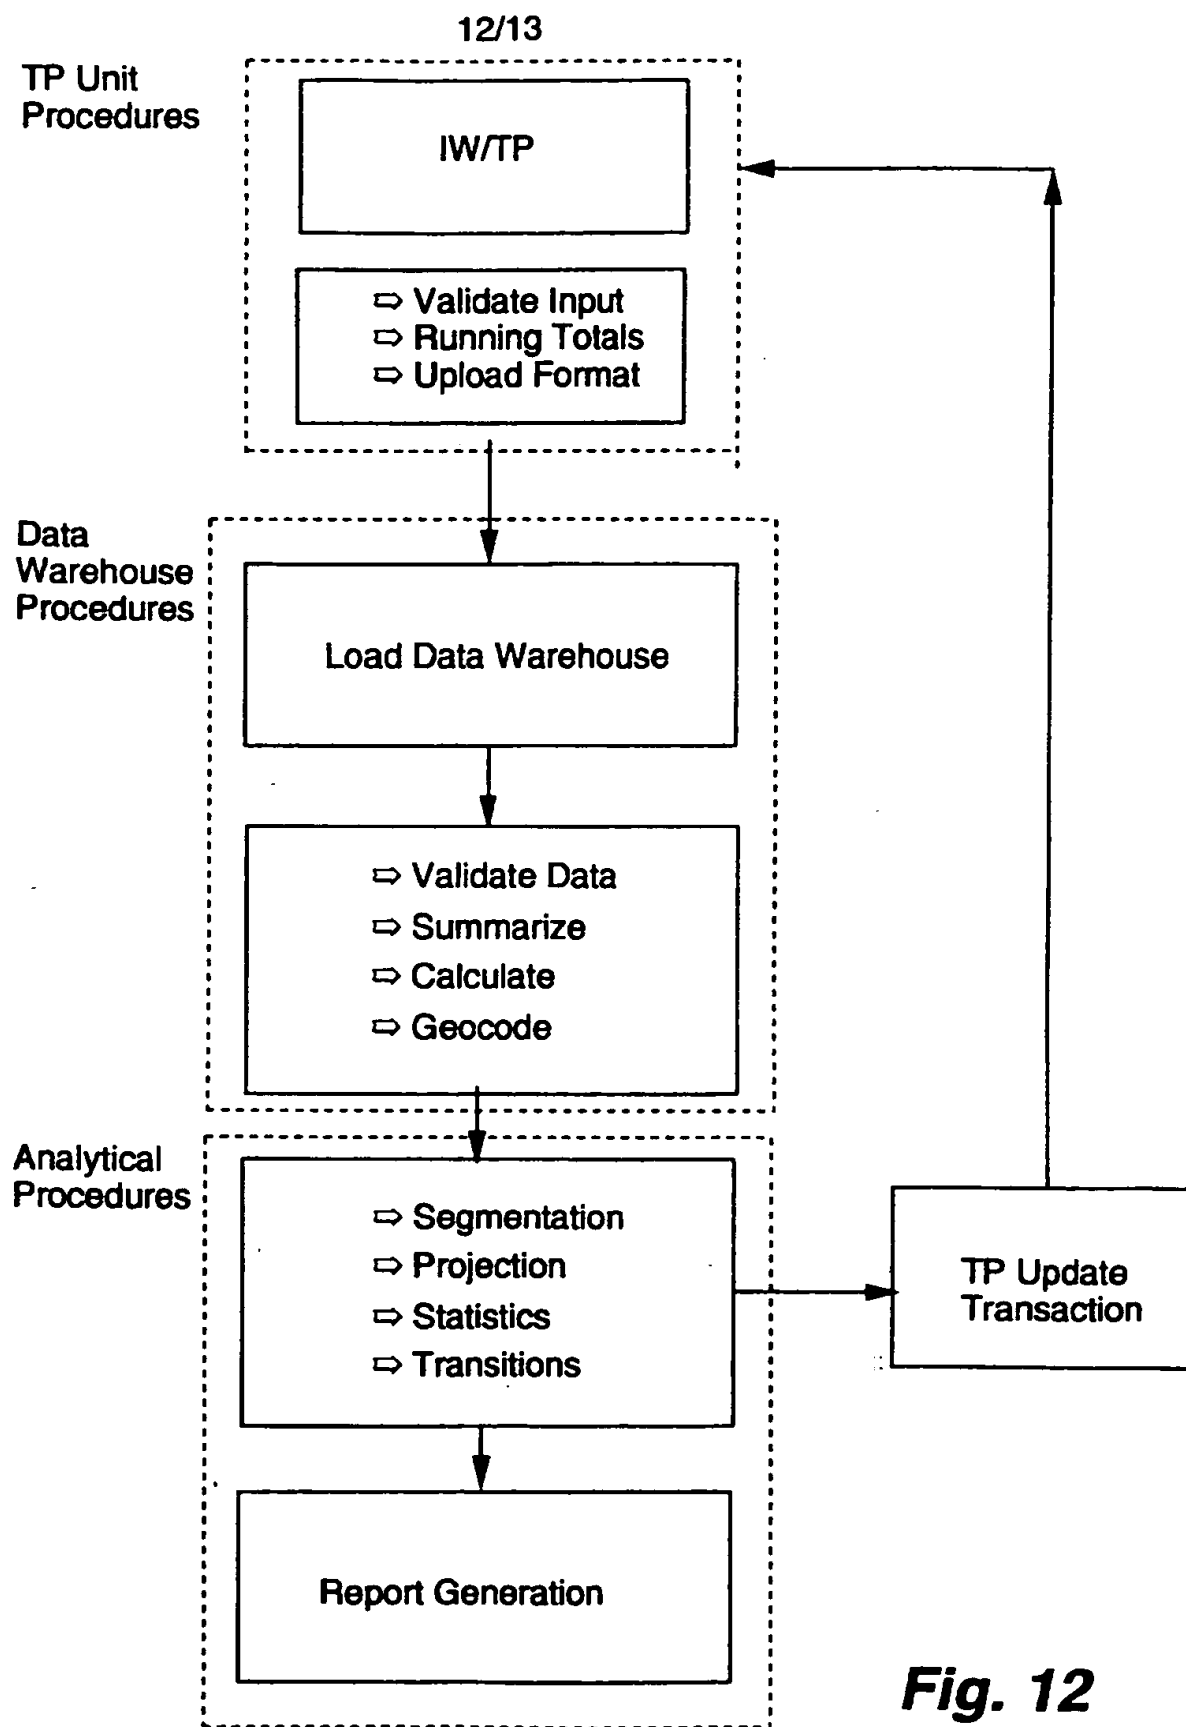 12/13
TP Unit
Procedures
IW/TP
⇨ Validate Input
⇨ Running Totals
⇨ Upload Format
Data
Warehouse
Procedures
Load Data Warehouse
⇨ Validate Data
⇨ Summarize
⇨ Calculate
⇨ Geocode
Analytical
Procedures
⇨ Segmentation
⇨ Projection
⇨ Statistics
⇨ Transitions
TP Update
Transaction
Report Generation
Fig. 12